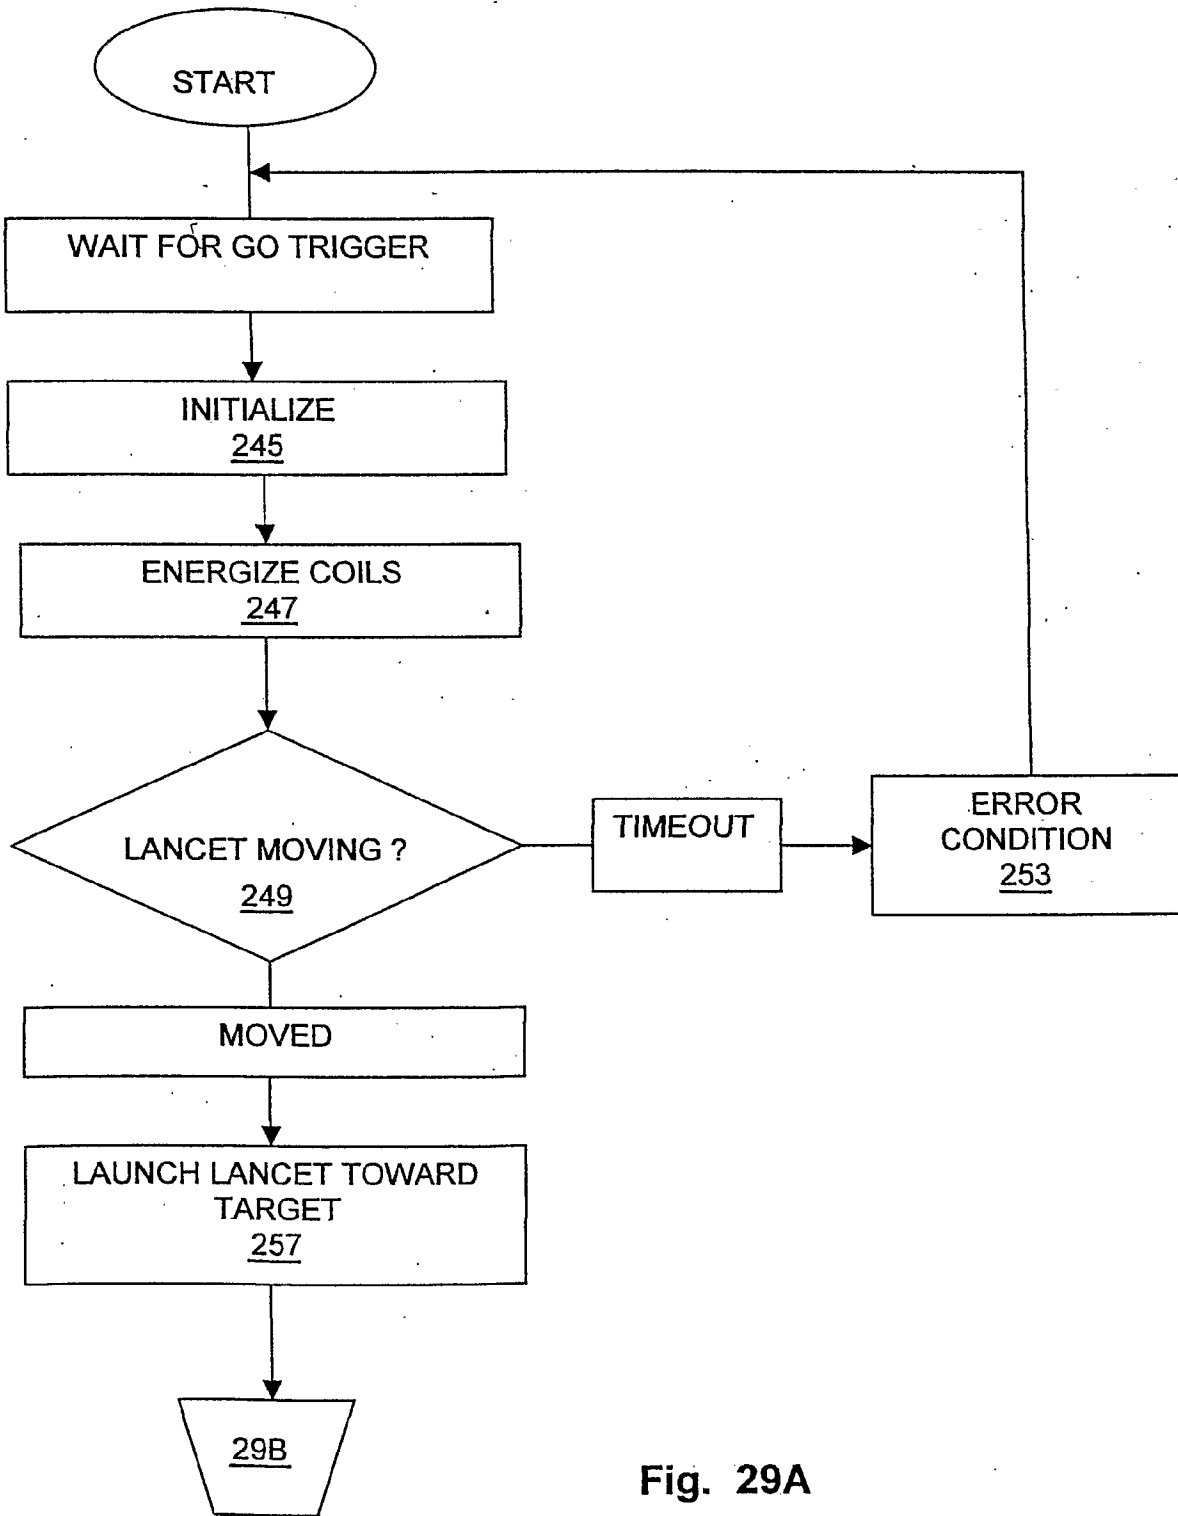 START
WAIT FOR GO TRIGGER
INITIALIZE
245
ENERGIZE COILS
247
LANCET MOVING ?
249
TIMEOUT
ERROR
CONDITION
253
MOVED
LAUNCH LANCET TOWARD
TARGET
257
29B
Fig. 29A